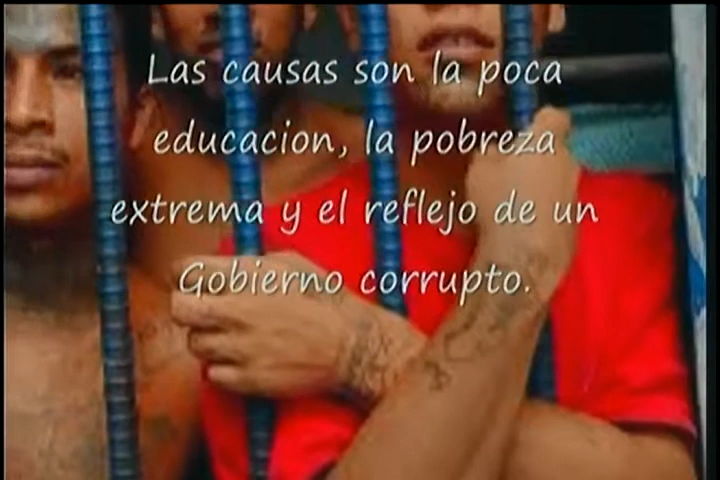 Las causas son la poca
educacion, la pobreza
extrema y el reflejo de un
Gobierno corrupto.